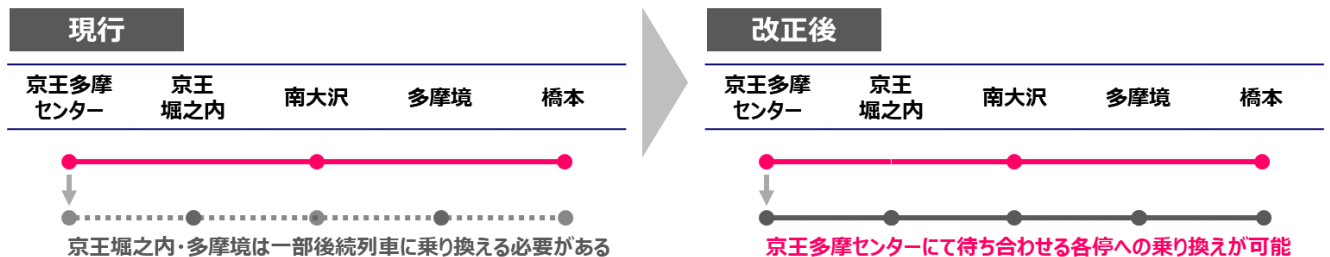 現行
京王多摩
センター
京王
堀之内
南大沢
多摩境
橋本
京王堀之内・多摩境は一部後続列車に乗り換える必要がある
改正後
京王多摩
センター
京王
堀之内
南大沢
多摩境
橋本
京王多摩センターにて待ち合わせる各停への乗り換えが可能